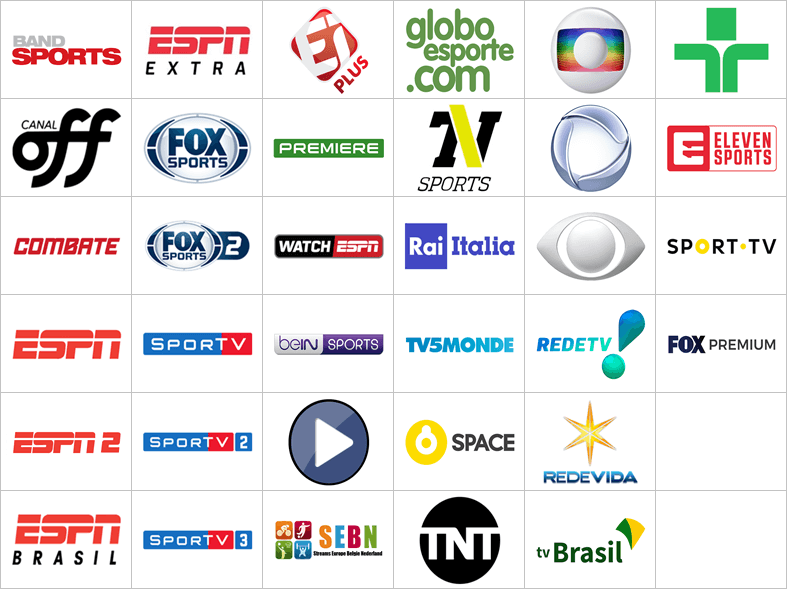 BAND
SPORTS
ESPN
EXTRA
EI
PLUS
globo
esporte
.com
CANAL
off
FOX
SPORTS
PREMIERE
N
SPORTS
ELEVEN
SPORTS
COMBATE
FOX
SPORTS 2
WATCH ESPN
Rai Italia
SPORT•TV
ESPN
SPORTV
beIN SPORTS
TV5MONDE
REDETV!
FOX PREMIUM
ESPN 2
SPORTV 2
SPACE
REDEVIDA
ESPN
BRASIL
SPORTV 3
SEBN
Streams Europe Belgie Nederland
TNT
tv Brasil